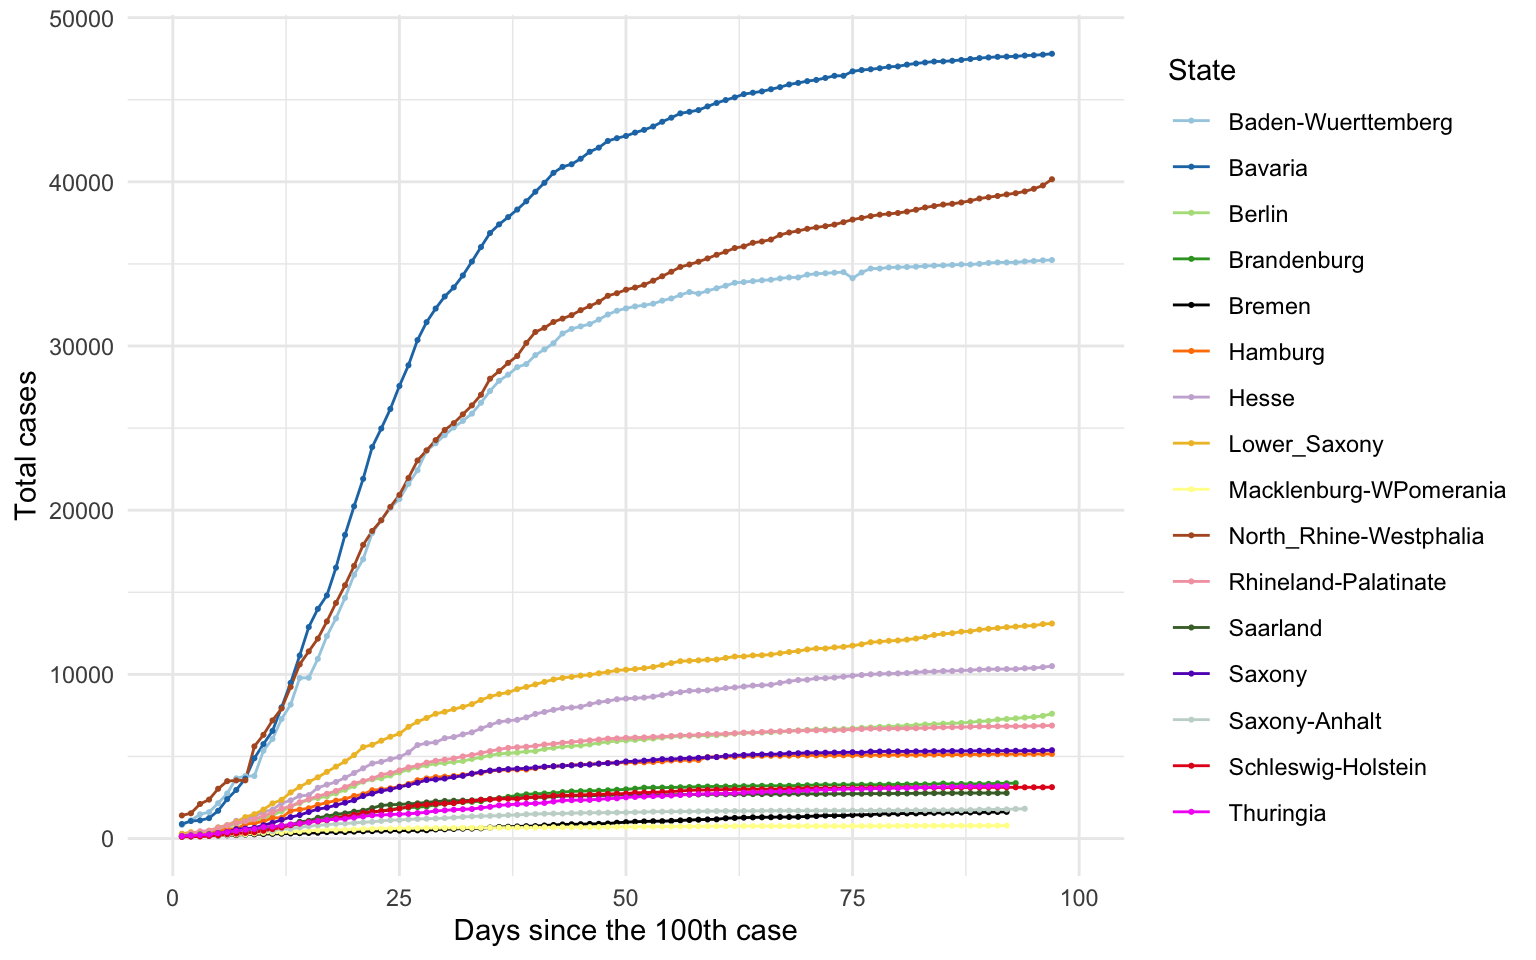 50000
40000
30000
20000
10000
0
Total cases
0 25 50 75 100
Days since the 100th case
State
Baden-Wuerttemberg
Bavaria
Berlin
Brandenburg
Bremen
Hamburg
Hesse
Lower_Saxony
Macklenburg-WPomerania
North_Rhine-Westphalia
Rhineland-Palatinate
Saarland
Saxony
Saxony-Anhalt
Schleswig-Holstein
Thuringia